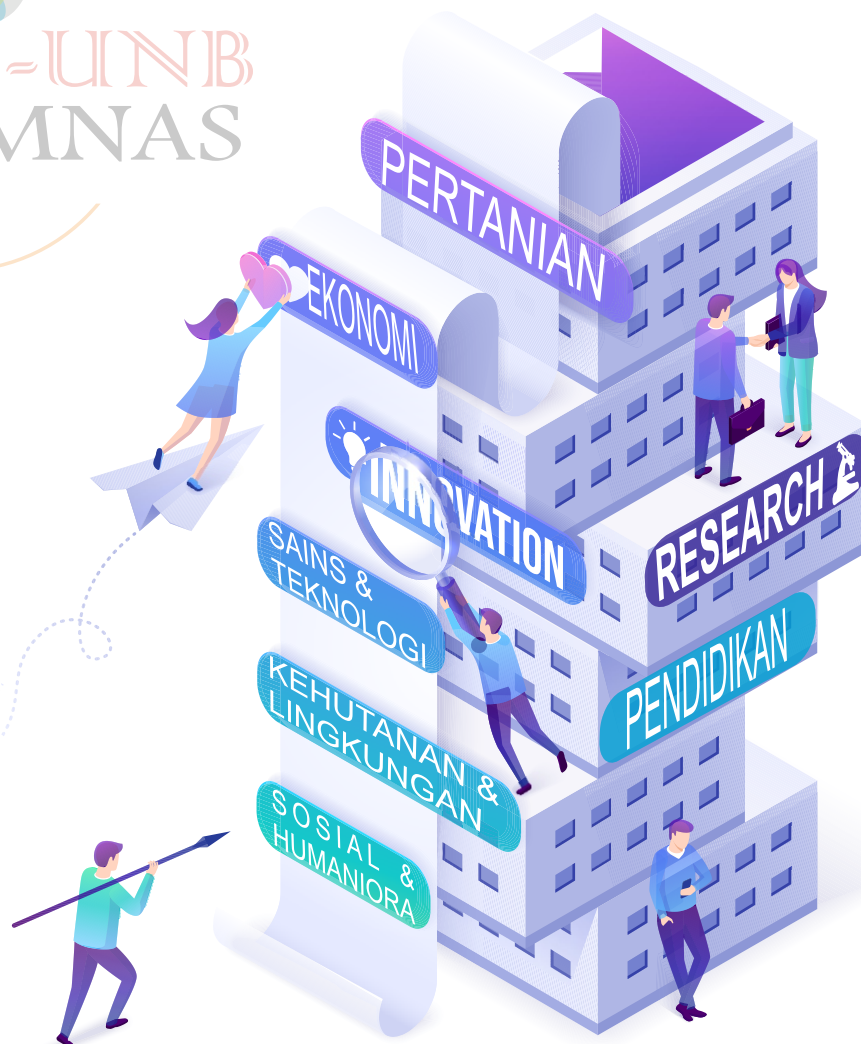 -UNB
MNAS
PERTANIAN
EKONOMI
INNOVATION
RESEARCH
SAINS &
TEKNOLOGI
PENDIDIKAN
KEHUTANAN &
LINGKUNGAN
SOSIAL &
HUMANIORA